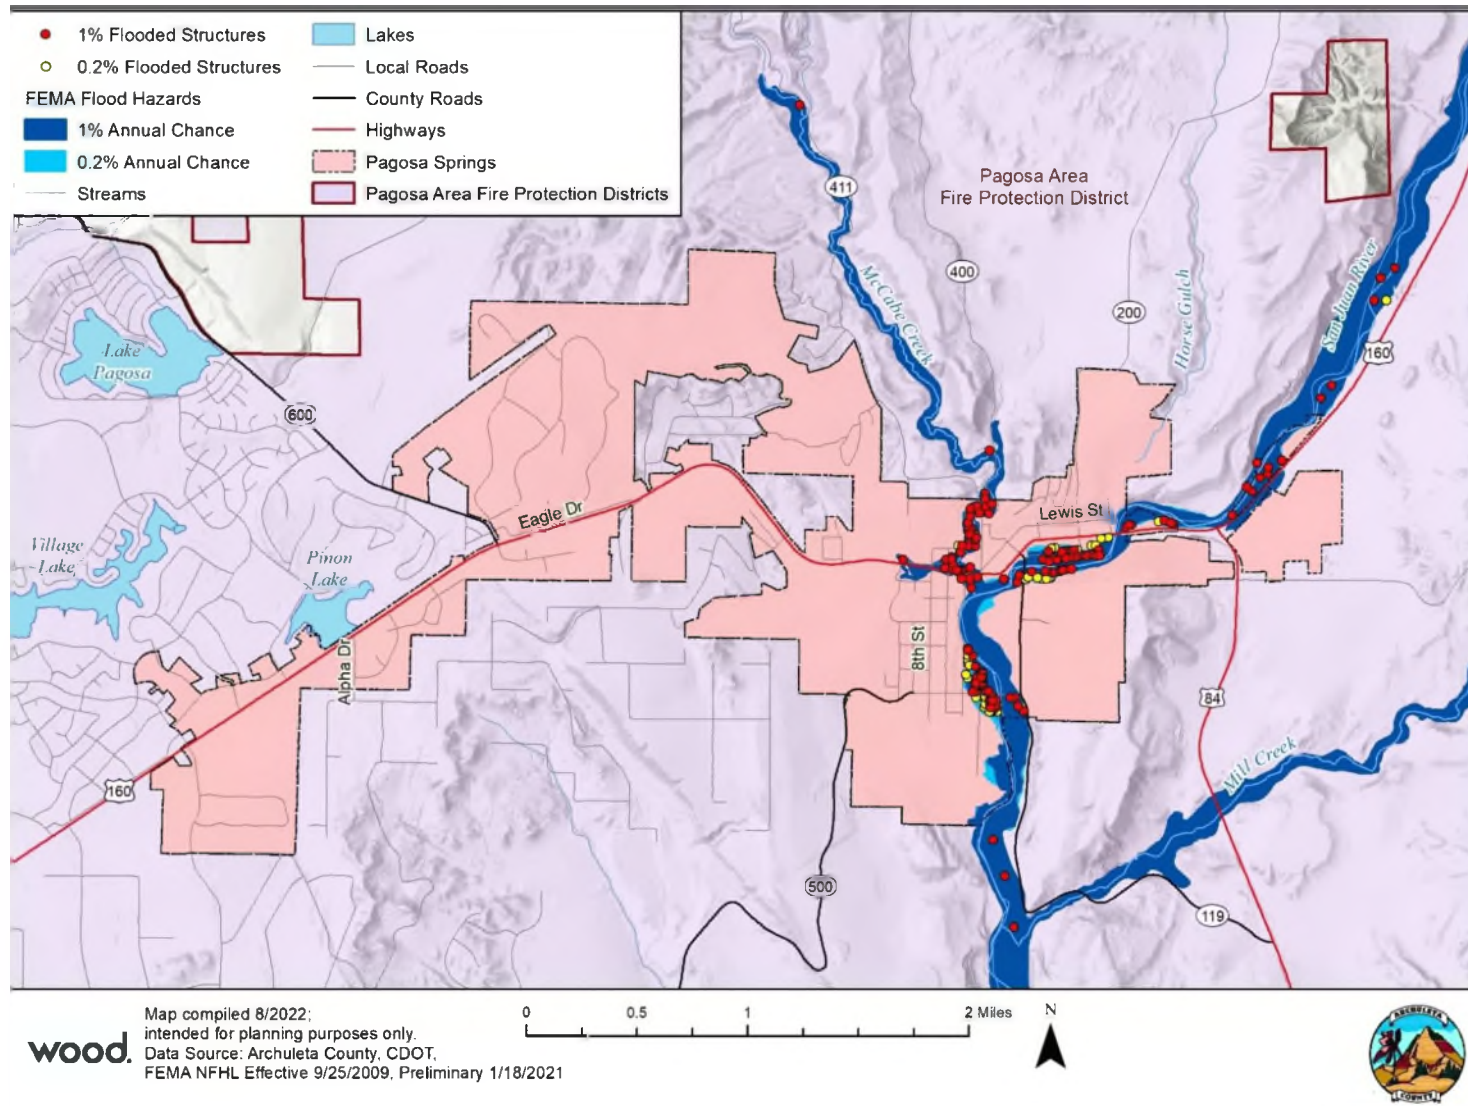 1% Flooded Structures
0.2% Flooded Structures
FEMA Flood Hazards
1% Annual Chance
0.2% Annual Chance
Streams
Lakes
Local Roads
County Roads
Highways
Pagosa Springs
Pagosa Area Fire Protection Districts
Pagosa Area
Fire Protection District
411
400
200
McCabe Creek
Horse Gulch
San Juan River
160
Lake
Pagosa
600
Eagle Dr
Lewis St
Village
Lake
Pinon
Lake
Alpha Dr
8th St
84
Mill Creek
160
500
119
wood.
Map compiled 8/2022;
intended for planning purposes only.
Data Source: Archuleta County, CDOT,
FEMA NFHL Effective 9/25/2009, Preliminary 1/18/2021
0 0.5 1 2 Miles
N
ARCHULETA
COUNTY